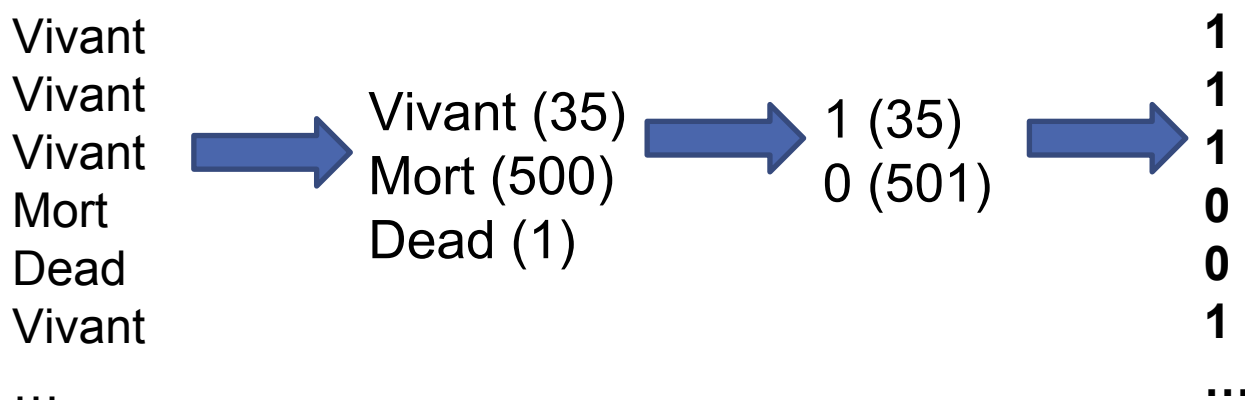 Vivant
Vivant
Vivant
Mort
Dead
Vivant
...
Vivant (35)
Mort (500)
Dead (1)
1 (35)
0 (501)
1
1
1
0
0
1
...